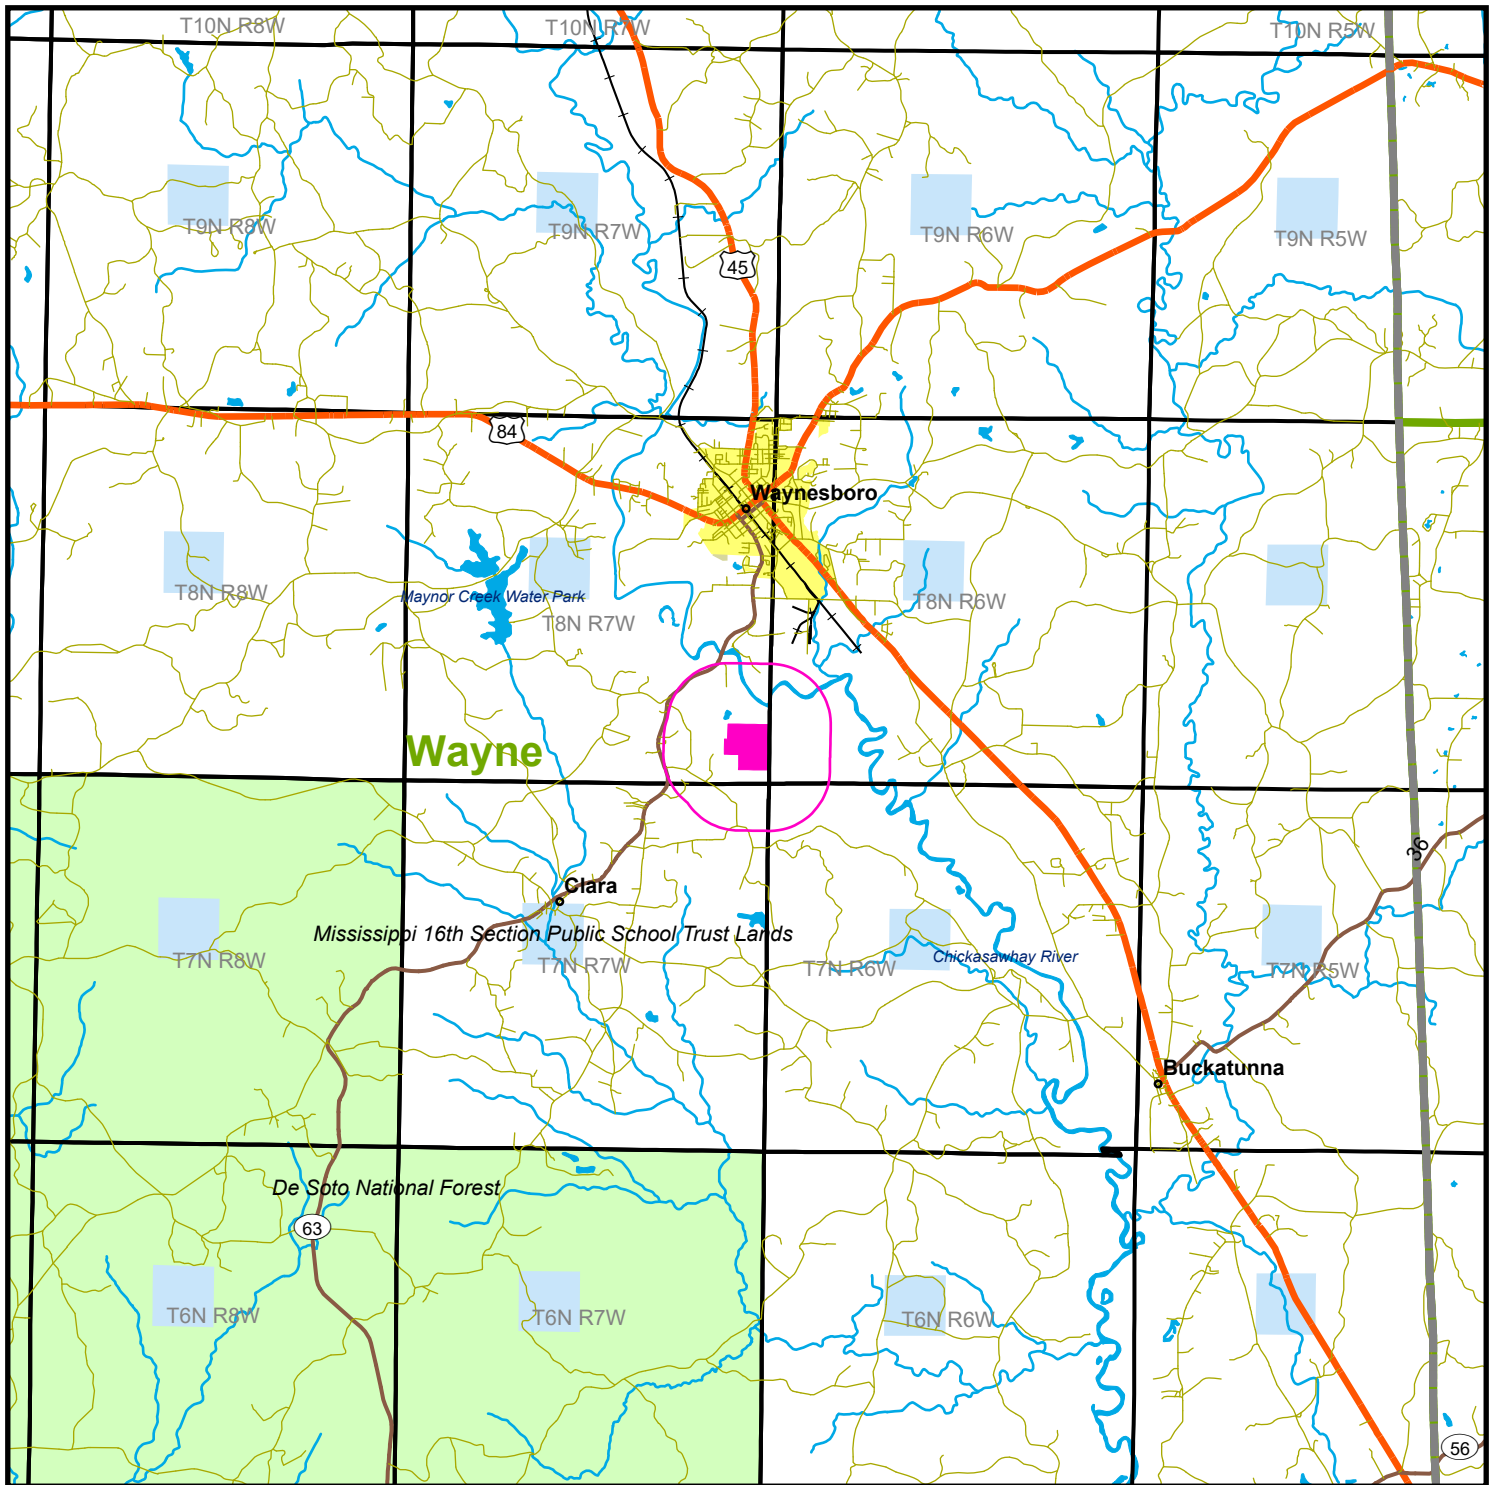 T10N R8W
T10N R7W
T10N R5W
T9N R8W
T9N R7W
T9N R6W
T9N R5W
45
84
Waynesboro
T8N R8W
Maynor Creek Water Park
T8N R7W
T8N R6W
Wayne
36
Clara
Mississippi 16th Section Public School Trust Lands
T7N R8W
T7N R7W
T7N R6W
Chickasawhay River
T7N R5W
Buckatunna
De Soto National Forest
63
T6N R8W
T6N R7W
T6N R6W
56